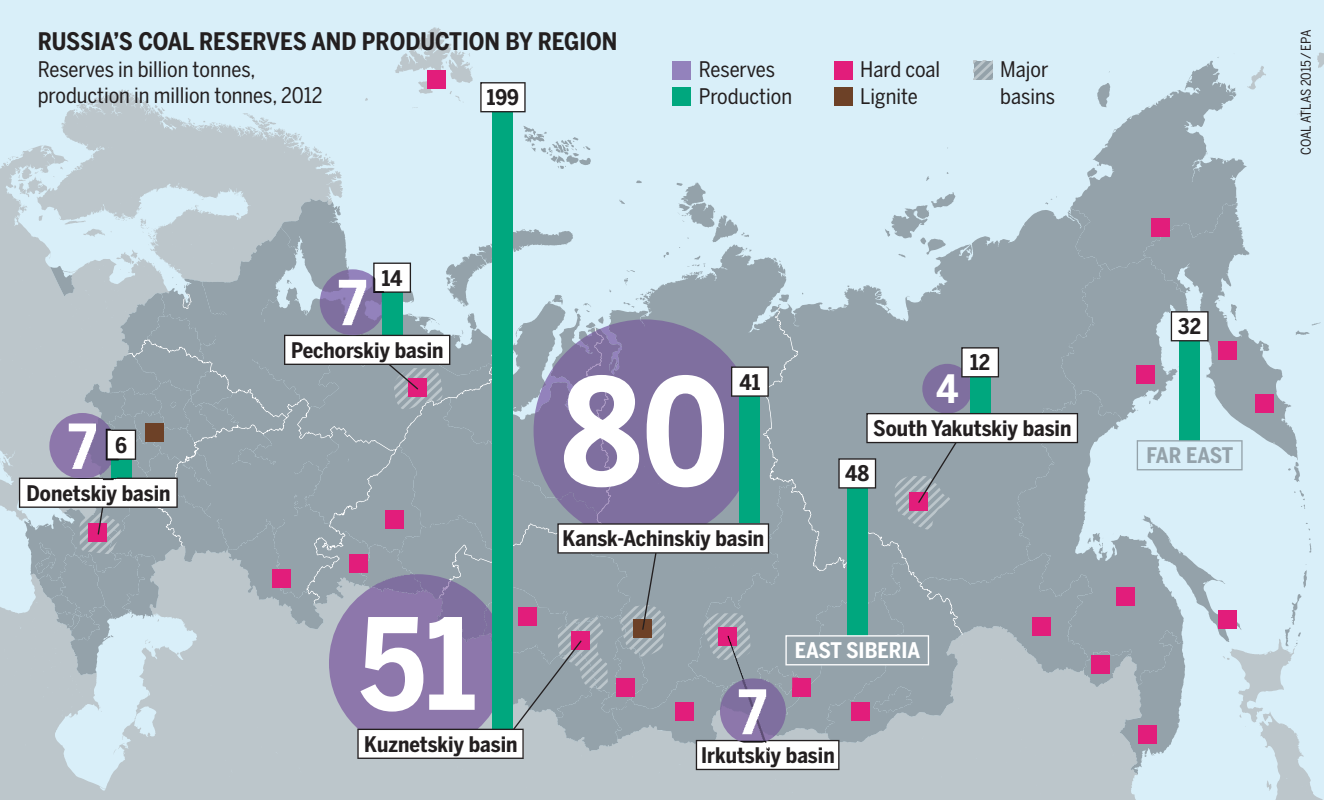 RUSSIA'S COAL RESERVES AND PRODUCTION BY REGION
Reserves in billion tonnes,
production in million tonnes, 2012
Reserves
Production
Hard coal
Lignite
Major
basins
COAL ATLAS 2015 / EPA
199
7
14
Pechorskiy basin
7
6
Donetskiy basin
80
41
Kansk-Achinskiy basin
4
12
South Yakutskiy basin
32
FAR EAST
48
EAST SIBERIA
51
Kuznetskiy basin
7
Irkutskiy basin